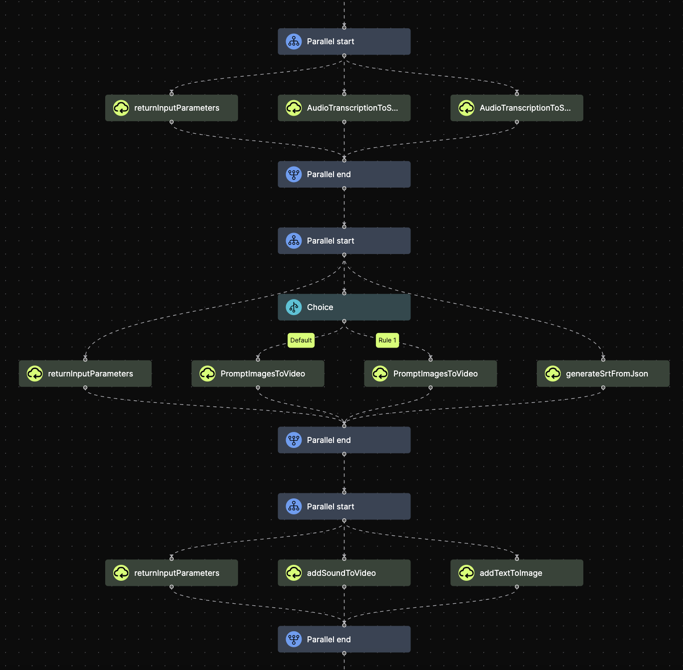 Parallel start
returnInputParameters
AudioTranscriptionToS...
AudioTranscriptionToS...
Parallel end
Parallel start
Choice
Default
Rule 1
returnInputParameters
PromptImagesToVideo
PromptImagesToVideo
generateSrtFromJson
Parallel end
Parallel start
returnInputParameters
addSoundToVideo
addTextToImage
Parallel end